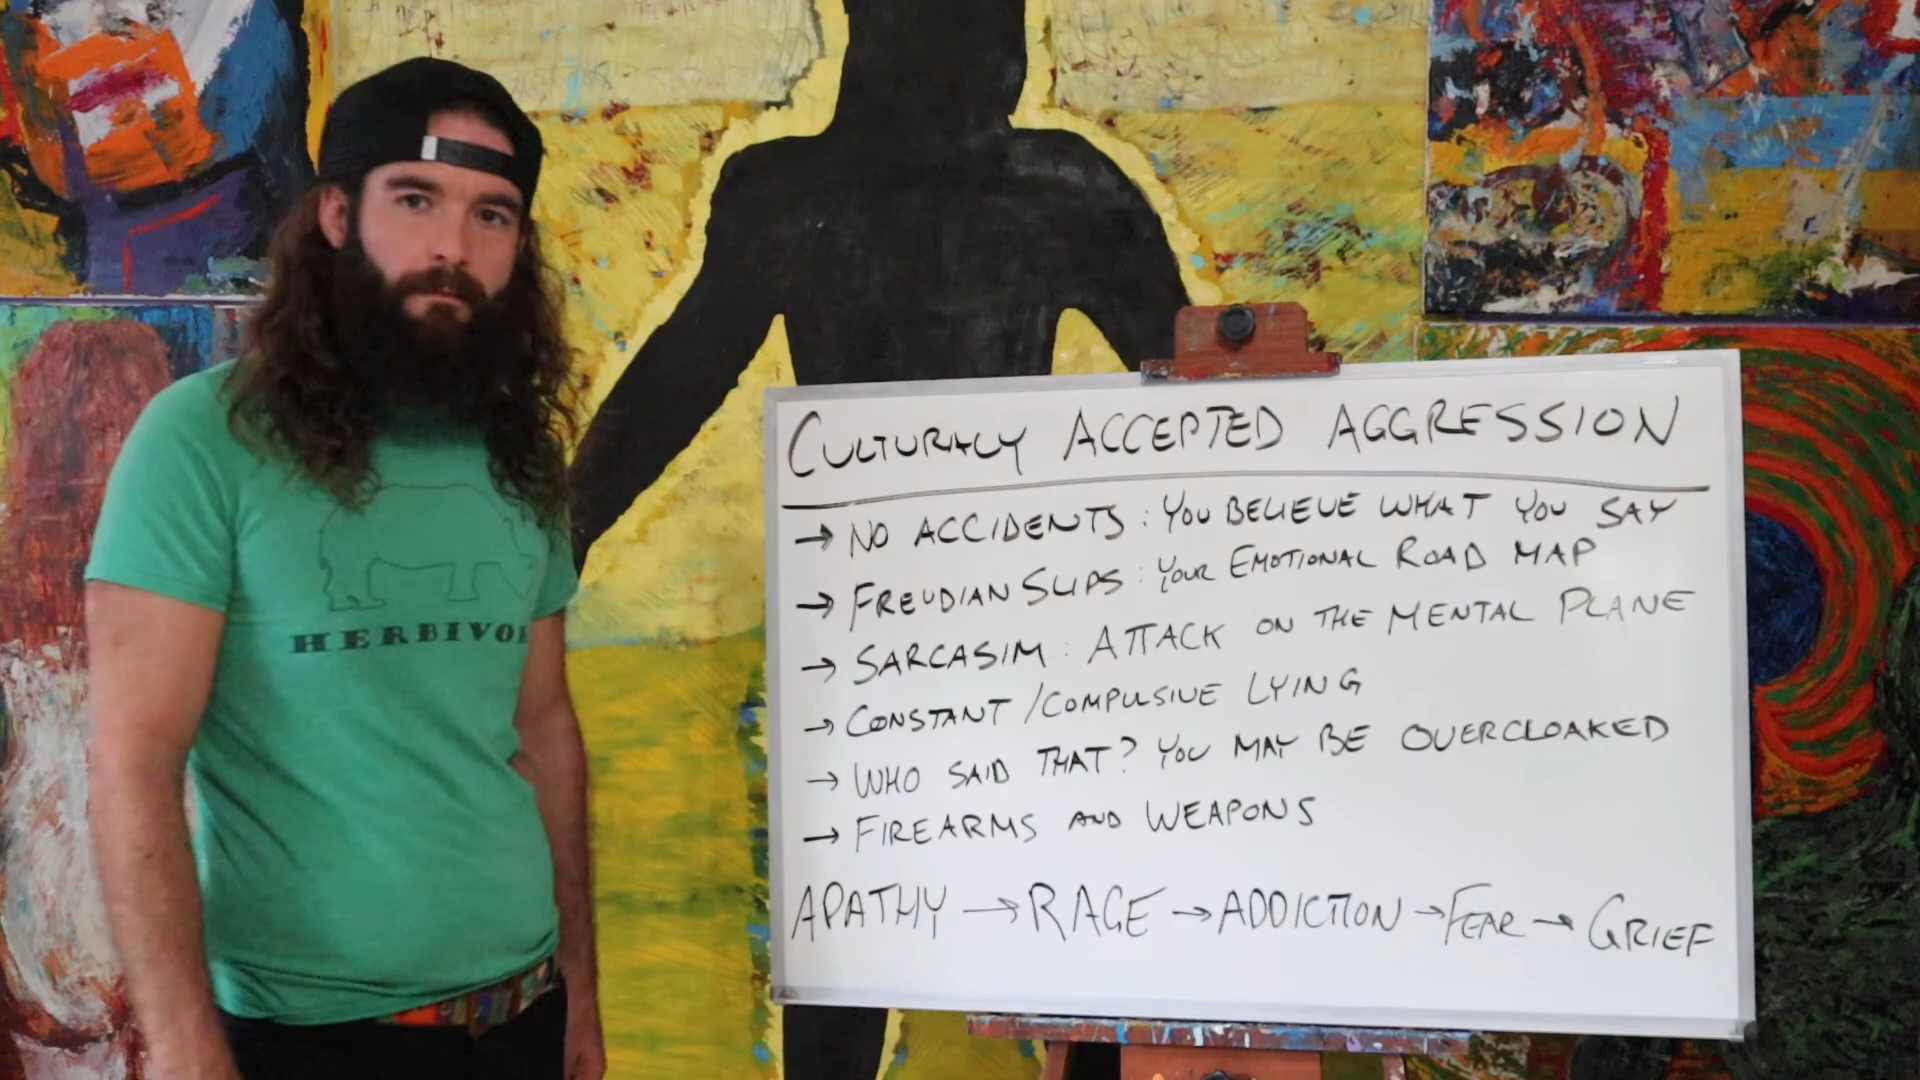 HERBIVOR
CULTURALY ACCEPTED AGGRESSION
→ NO ACCIDENTS: YOU BELIEVE WHAT YOU SAY
→ FREUDIAN SLIPS: YOUR EMOTIONAL ROAD MAP
→ SARCASIM: ATTACK ON THE MENTAL PLANE
→ CONSTANT/COMPULSIVE LYING
→ WHO SAID THAT? YOU MAY BE OVERCLOAKED
→ FIREARMS AND WEAPONS
APATHY → RAGE → ADDICTION → FEAR → GRIEF